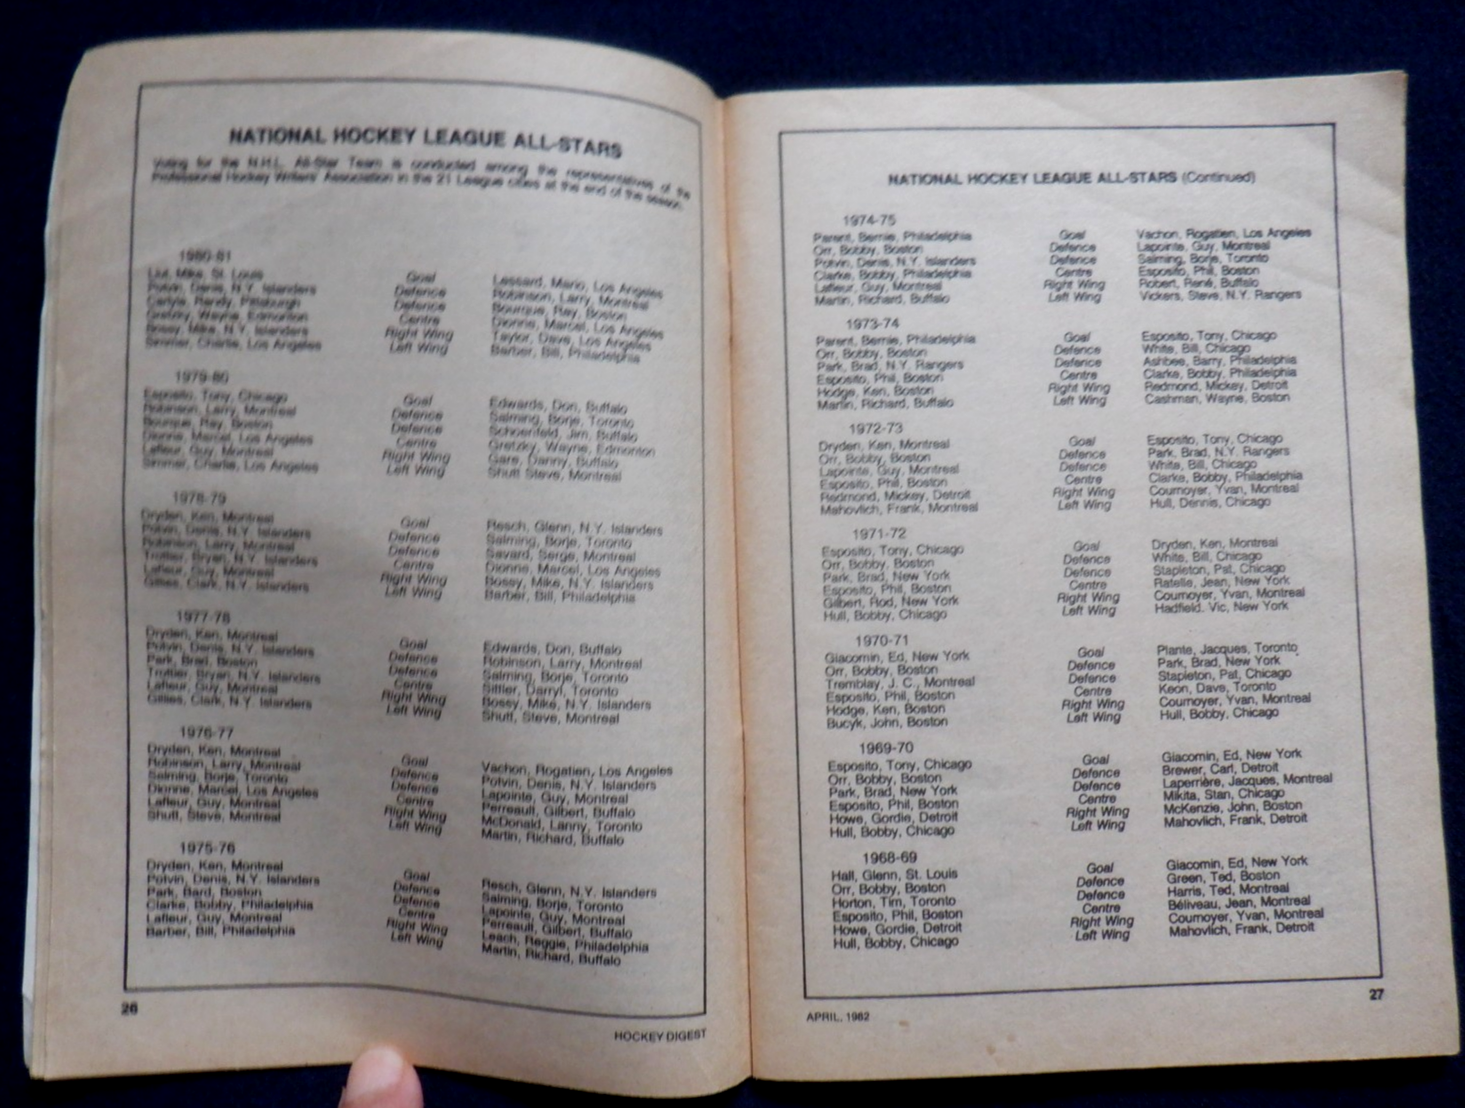 NATIONAL HOCKEY LEAGUE ALL-STARS
Voting for the N.H.L. All-Star Team is conducted among the representatives of the
Professional Hockey Writers' Association in the 21 League cities at the end of the season.
1980-81
Liut, Mike, St. Louis Goal Lessard, Mario, Los Angeles
Potvin, Denis, N.Y. Islanders Defence Robinson, Larry, Montreal
Carlyle, Randy, Pittsburgh Defence Bourque, Ray, Boston
Gretzky, Wayne, Edmonton Centre Dionne, Marcel, Los Angeles
Bossy, Mike, N.Y. Islanders Right Wing Taylor, Dave, Los Angeles
Simmer, Charlie, Los Angeles Left Wing Barber, Bill, Philadelphia
1979-80
Esposito, Tony, Chicago Goal Edwards, Don, Buffalo
Robinson, Larry, Montreal Defence Salming, Borje, Toronto
Bourque, Ray, Boston Defence Schoenfeld, Jim, Buffalo
Dionne, Marcel, Los Angeles Centre Gretzky, Wayne, Edmonton
Lafleur, Guy, Montreal Right Wing Gare, Danny, Buffalo
Simmer, Charlie, Los Angeles Left Wing Shutt Steve, Montreal
1978-79
Dryden, Ken, Montreal Goal Resch, Glenn, N.Y. Islanders
Potvin, Denis, N.Y. Islanders Defence Salming, Borje, Toronto
Robinson, Larry, Montreal Defence Savard, Serge, Montreal
Trottier, Bryan, N.Y. Islanders Centre Dionne, Marcel, Los Angeles
Lafleur, Guy, Montreal Right Wing Bossy, Mike, N.Y. Islanders
Gillies, Clark, N.Y. Islanders Left Wing Barber, Bill, Philadelphia
1977-78
Dryden, Ken, Montreal Goal Edwards, Don, Buffalo
Potvin, Denis, N.Y. Islanders Defence Robinson, Larry, Montreal
Park, Brad, Boston Defence Salming, Borje, Toronto
Trottier, Bryan, N.Y. Islanders Centre Sittler, Darryl, Toronto
Lafleur, Guy, Montreal Right Wing Bossy, Mike, N.Y. Islanders
Gillies, Clark, N.Y. Islanders Left Wing Shutt, Steve, Montreal
1976-77
Dryden, Ken, Montreal Goal Vachon, Rogatien, Los Angeles
Robinson, Larry, Montreal Defence Potvin, Denis, N.Y. Islanders
Salming, Borje, Toronto Defence Lapointe, Guy, Montreal
Dionne, Marcel, Los Angeles Centre Perreault, Gilbert, Buffalo
Lafleur, Guy, Montreal Right Wing McDonald, Lanny, Toronto
Shutt, Steve, Montreal Left Wing Martin, Richard, Buffalo
1975-76
Dryden, Ken, Montreal Goal Resch, Glenn, N.Y. Islanders
Potvin, Denis, N.Y. Islanders Defence Salming, Borje, Toronto
Park, Bard, Boston Defence Lapointe, Guy, Montreal
Clarke, Bobby, Philadelphia Centre Perreault, Gilbert, Buffalo
Lafleur, Guy, Montreal Right Wing Leach, Reggie, Philadelphia
Barber, Bill, Philadelphia Left Wing Martin, Richard, Buffalo
26
HOCKEY DIGEST
NATIONAL HOCKEY LEAGUE ALL-STARS (Continued)
1974-75
Parent, Bernie, Philadelphia Goal Vachon, Rogatien, Los Angeles
Orr, Bobby, Boston Defence Lapointe, Guy, Montreal
Potvin, Denis, N.Y. Islanders Defence Salming, Borje, Toronto
Clarke, Bobby, Philadelphia Centre Esposito, Phil, Boston
Lafleur, Guy, Montreal Right Wing Robert, René, Buffalo
Martin, Richard, Buffalo Left Wing Vickers, Steve, N.Y. Rangers
1973-74
Parent, Bernie, Philadelphia Goal Esposito, Tony, Chicago
Orr, Bobby, Boston Defence White, Bill, Chicago
Park, Brad, N.Y. Rangers Defence Ashbee, Barry, Philadelphia
Esposito, Phil, Boston Centre Clarke, Bobby, Philadelphia
Hodge, Ken, Boston Right Wing Redmond, Mickey, Detroit
Martin, Richard, Buffalo Left Wing Cashman, Wayne, Boston
1972-73
Dryden, Ken, Montreal Goal Esposito, Tony, Chicago
Orr, Bobby, Boston Defence Park, Brad, N.Y. Rangers
Lapointe, Guy, Montreal Defence White, Bill, Chicago
Esposito, Phil, Boston Centre Clarke, Bobby, Philadelphia
Redmond, Mickey, Detroit Right Wing Cournoyer, Yvan, Montreal
Mahovlich, Frank, Montreal Left Wing Hull, Dennis, Chicago
1971-72
Esposito, Tony, Chicago Goal Dryden, Ken, Montreal
Orr, Bobby, Boston Defence White, Bill, Chicago
Park, Brad, New York Defence Stapleton, Pat, Chicago
Esposito, Phil, Boston Centre Ratelle, Jean, New York
Gilbert, Rod, New York Right Wing Cournoyer, Yvan, Montreal
Hull, Bobby, Chicago Left Wing Hadfield. Vic, New York
1970-71
Giacomin, Ed, New York Goal Plante, Jacques, Toronto
Orr, Bobby, Boston Defence Park, Brad, New York
Tremblay, J. C., Montreal Defence Stapleton, Pat, Chicago
Esposito, Phil, Boston Centre Keon, Dave, Toronto
Hodge, Ken, Boston Right Wing Cournoyer, Yvan, Montreal
Bucyk, John, Boston Left Wing Hull, Bobby, Chicago
1969-70
Esposito, Tony, Chicago Goal Giacomin, Ed, New York
Orr, Bobby, Boston Defence Brewer, Carl, Detroit
Park, Brad, New York Defence Laperrière, Jacques, Montreal
Esposito, Phil, Boston Centre Mikita, Stan, Chicago
Howe, Gordie, Detroit Right Wing McKenzie, John, Boston
Hull, Bobby, Chicago Left Wing Mahovlich, Frank, Detroit
1968-69
Hall, Glenn, St. Louis Goal Giacomin, Ed, New York
Orr, Bobby, Boston Defence Green, Ted, Boston
Horton, Tim, Toronto Defence Harris, Ted, Montreal
Esposito, Phil, Boston Centre Béliveau, Jean, Montreal
Howe, Gordie, Detroit Right Wing Cournoyer, Yvan, Montreal
Hull, Bobby, Chicago Left Wing Mahovlich, Frank, Detroit
27
APRIL, 1982